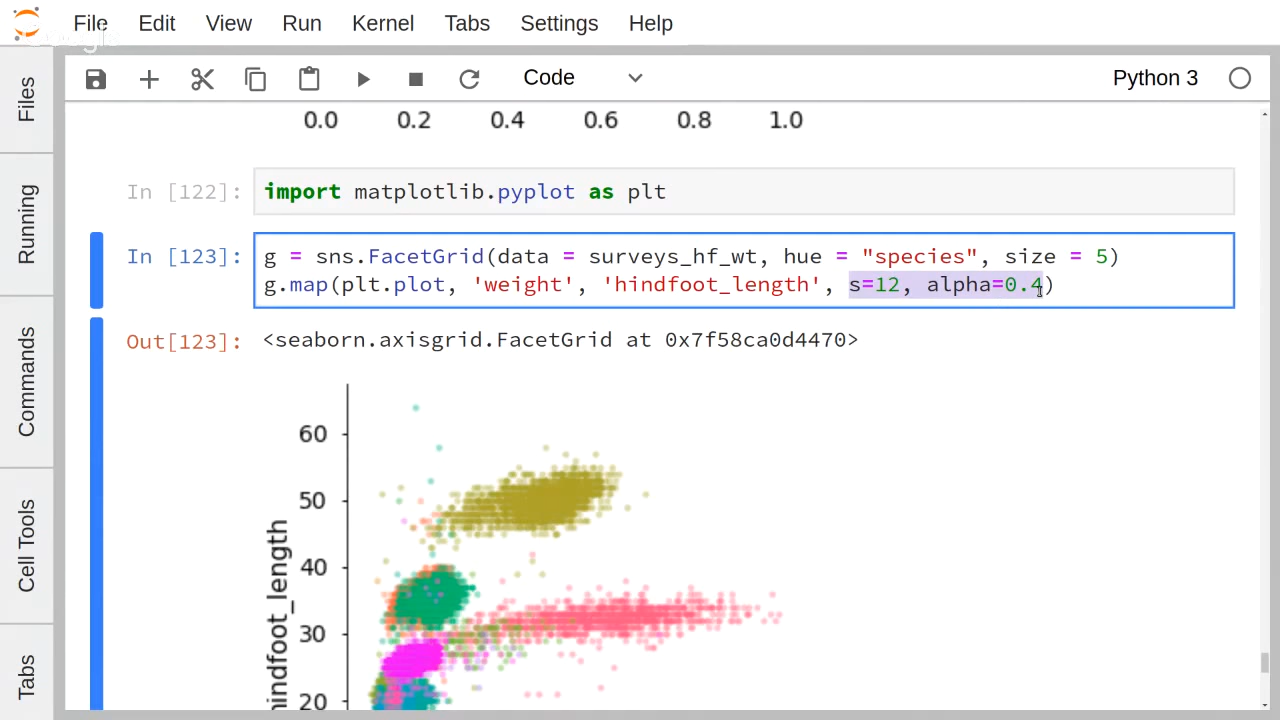 File Edit View Run Kernel Tabs Settings Help
Google
Code
Python 3
Files
Running
Commands
Cell Tools
Tabs
0.0 0.2 0.4 0.6 0.8 1.0
In [122]: import matplotlib.pyplot as plt
In [123]: g = sns.FacetGrid(data = surveys_hf_wt, hue = "species", size = 5)
g.map(plt.plot, 'weight', 'hindfoot_length', s=12, alpha=0.4)
Out[123]: <seaborn.axisgrid.FacetGrid at 0x7f58ca0d4470>
60
50
40
30
20
hindfoot_length